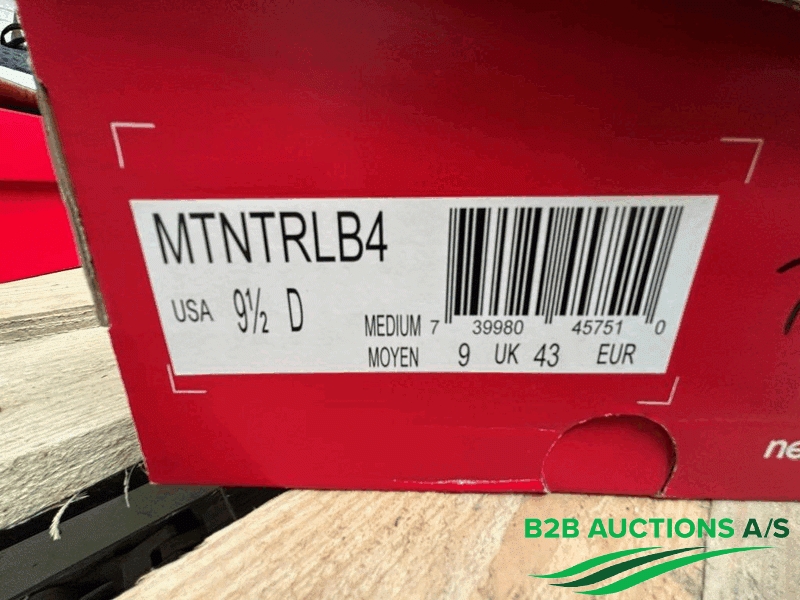 MTNTRLB4
USA 9½ D
MEDIUM 7 39980 45751 0
MOYEN 9 UK 43 EUR
ne
B2B AUCTIONS A/S